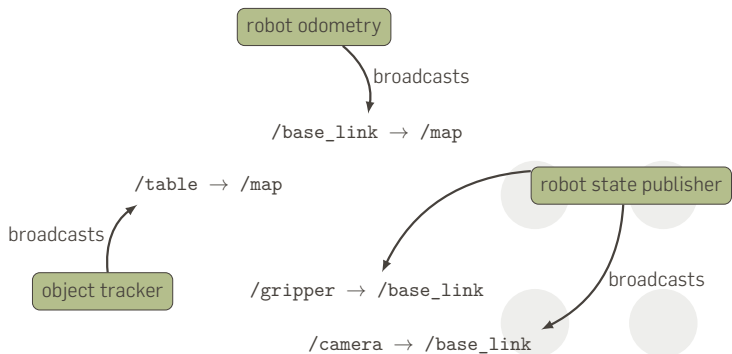 robot odometry
broadcasts
/base_link → /map
/table → /map
robot state publisher
broadcasts
object tracker
/gripper → /base_link
broadcasts
/camera → /base_link